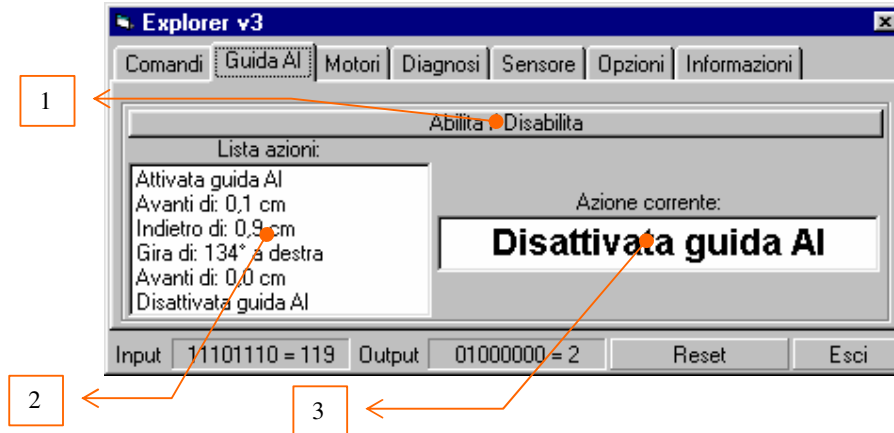 Explorer v3
Comandi Guida AI Motori Diagnosi Sensore Opzioni Informazioni
1
Abilita / Disabilita
Lista azioni:
Attivata guida AI
Avanti di: 0,1 cm
Indietro di: 0,9 cm
Gira di: 134° a destra
Avanti di: 0,0 cm
Disattivata guida AI
Azione corrente:
Disattivata guida AI
Input 11101110 = 119 Output 01000000 = 2 Reset Esci
2
3